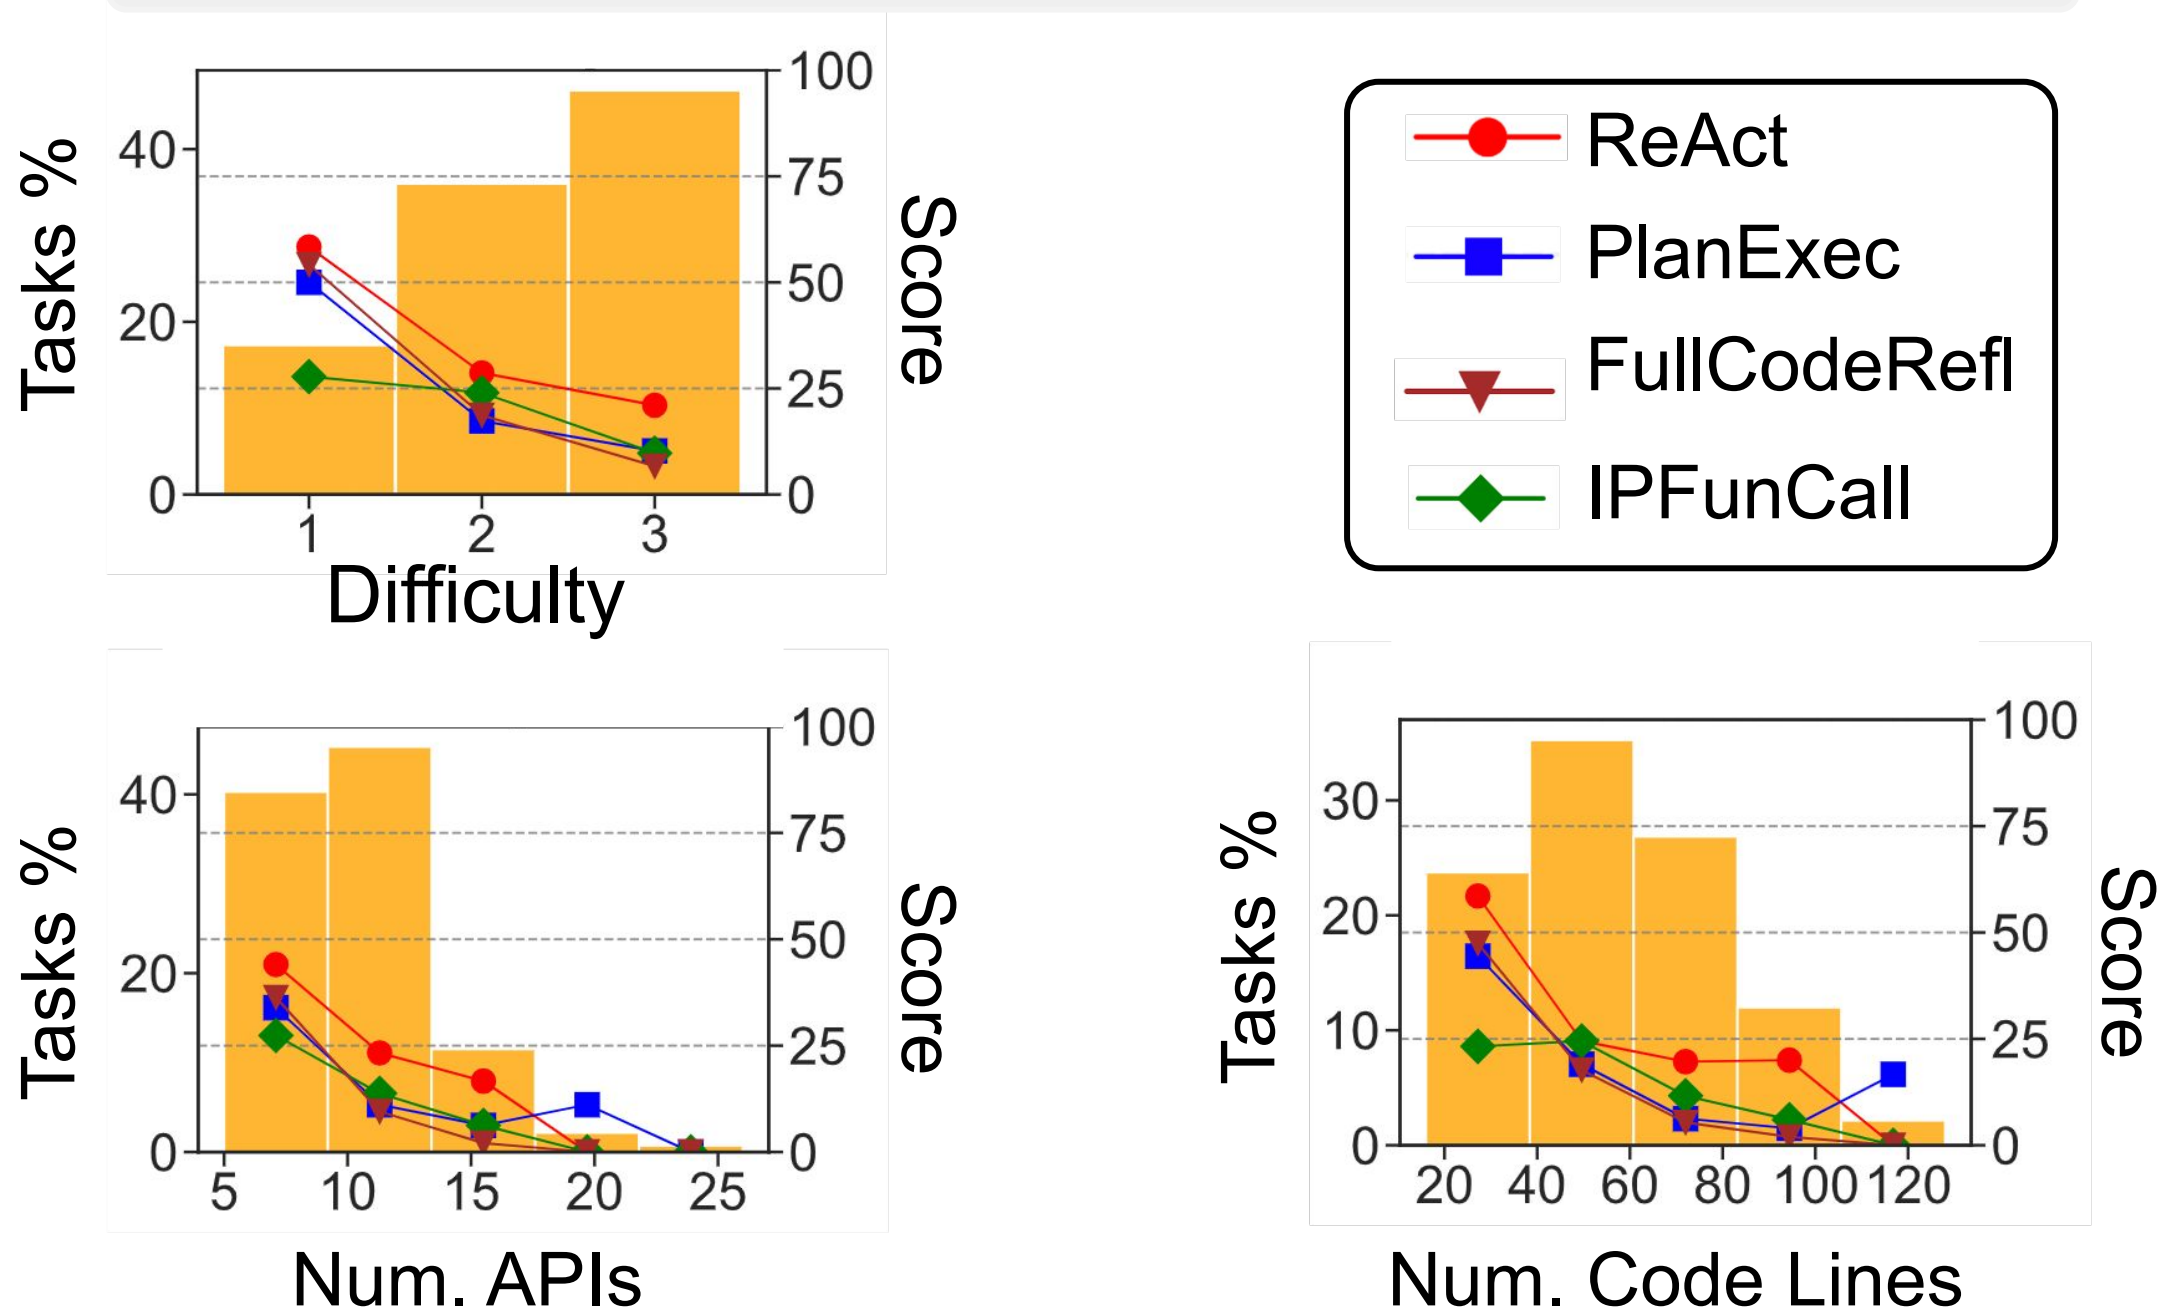 100
40
75
50
20
25
0
0
1 2 3
Tasks %
Score
Difficulty
ReAct
PlanExec
FullCodeRefl
IPFunCall
100
40
75
50
20
25
0
0
5 10 15 20 25
Tasks %
Score
Num. APIs
100
30
75
20
50
10
25
0
0
20 40 60 80 100 120
Tasks %
Score
Num. Code Lines